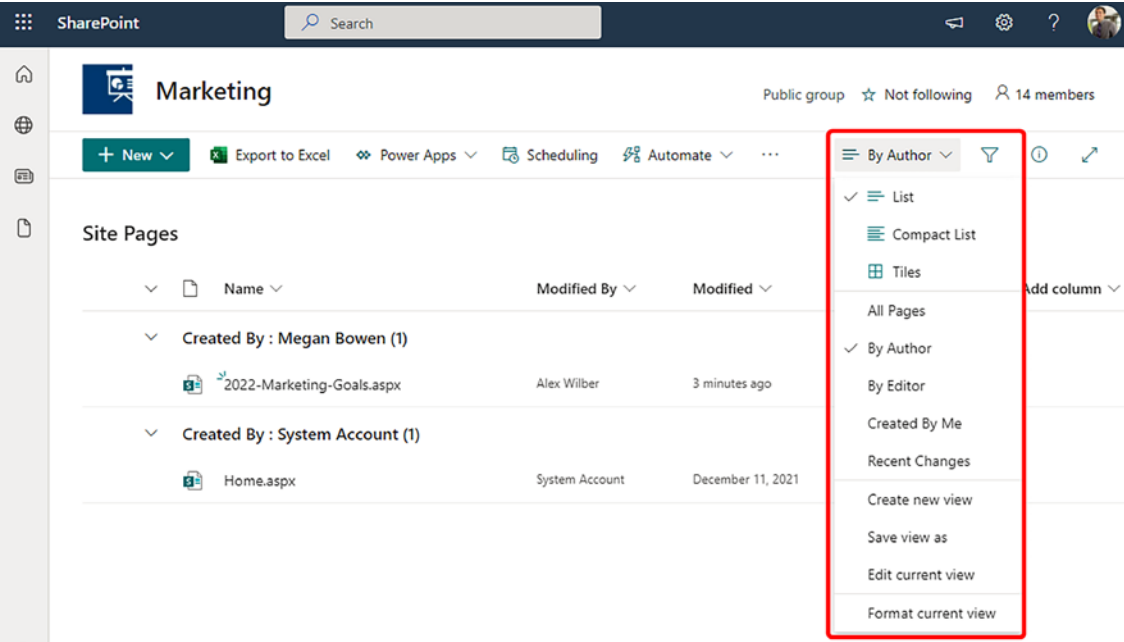 SharePoint
Search
?
Marketing
Public group
Not following
14 members
+ New
Export to Excel
Power Apps
Scheduling
Automate
...
By Author
List
Compact List
Tiles
All Pages
By Author
By Editor
Created By Me
Recent Changes
Create new view
Save view as
Edit current view
Format current view
Site Pages
Name
Modified By
Modified
Add column
Created By : Megan Bowen (1)
2022-Marketing-Goals.aspx
Alex Wilber
3 minutes ago
Created By : System Account (1)
Home.aspx
System Account
December 11, 2021